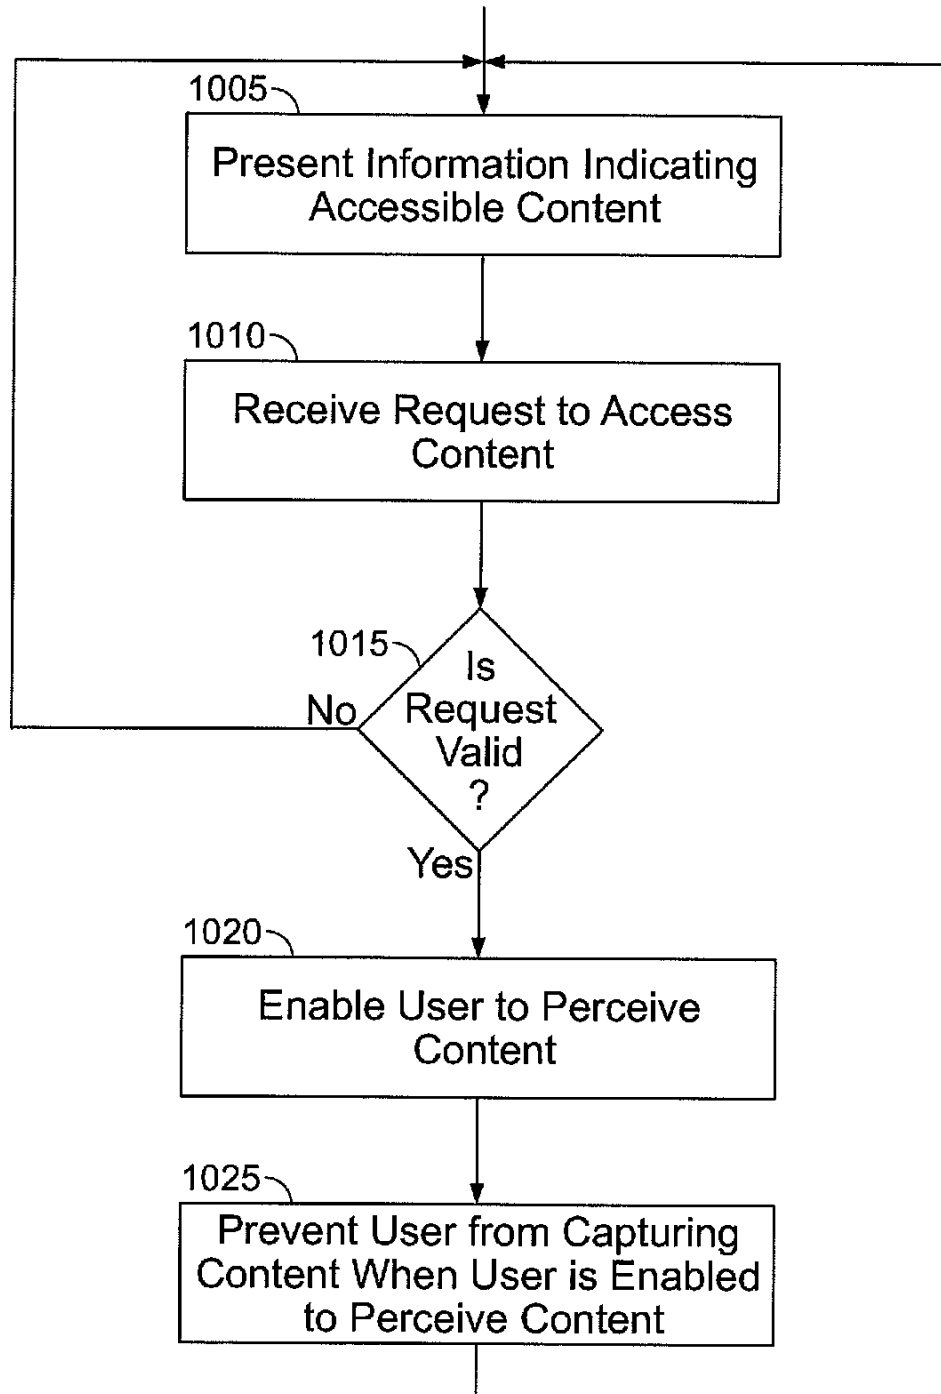 1005
Present Information Indicating
Accessible Content
1010
Receive Request to Access
Content
1015
Is
Request
Valid
?
No
Yes
1020
Enable User to Perceive
Content
1025
Prevent User from Capturing
Content When User is Enabled
to Perceive Content